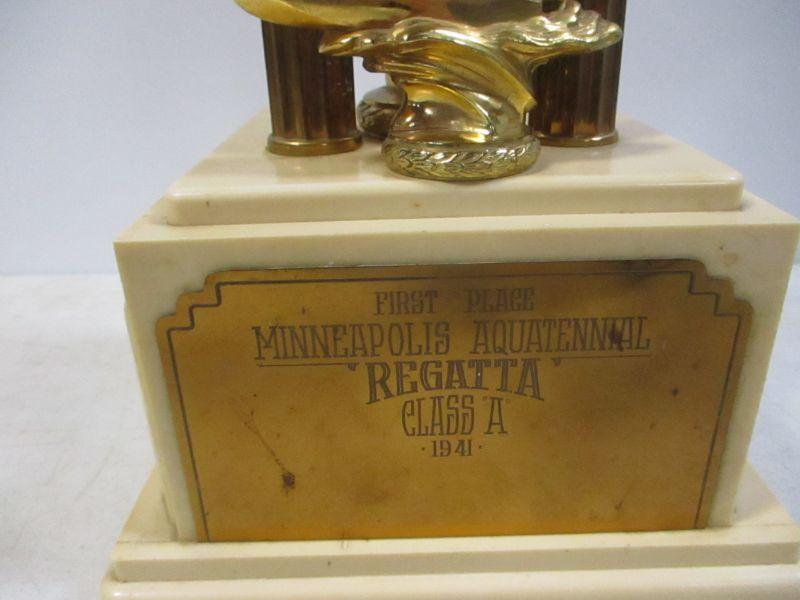 FIRST PLACE
MINNEAPOLIS AQUATENNIAL
"REGATTA"
CLASS "A"
· 1941 ·